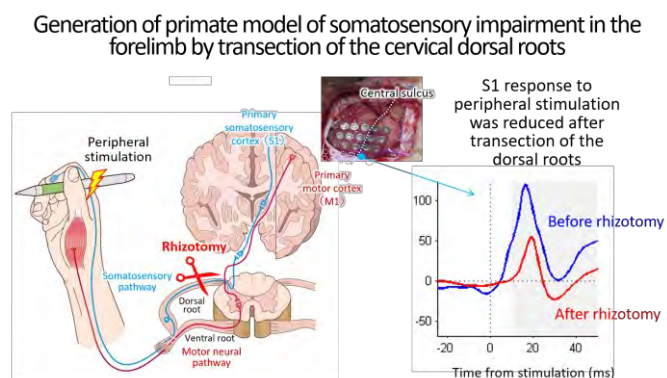 Generation of primate model of somatosensory impairment in the
forelimb by transection of the cervical dorsal roots
Peripheral
stimulation
Primary
somatosensory
cortex (S1)
Primary
motor cortex
(M1)
Rhizotomy
Somatosensory
pathway
Dorsal
root
Ventral root
Motor neural pathway
Central sulcus
S1 response to
peripheral stimulation
was reduced after
transection of the
dorsal roots
100
50
0
-50
Before rhizotomy
After rhizotomy
-20
0
20
40
Time from stimulation (ms)